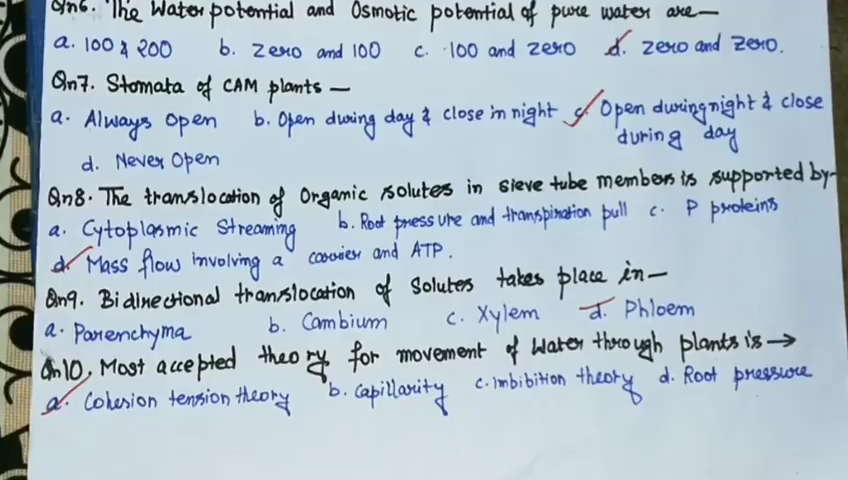 Qn6. The Water potential and Osmotic potential of pure water are—
a. 100 & 200 b. Zero and 100 c. 100 and zero d. zero and zero.
Qn7. Stomata of CAM plants —
a. Always open b. Open during day & close in night c. Open during night & close during day
d. Never Open
Qn8. The translocation of Organic solutes in sieve tube members is supported by-
a. Cytoplasmic Streaming b. Root pressure and transpiration pull c. P proteins
d. Mass flow involving a carrier and ATP.
Qn9. Bidirectional translocation of Solutes takes place in—
a. Parenchyma b. Cambium c. Xylem d. Phloem
Qn10. Most accepted theory for movement of Water through plants is →
a. Cohesion tension theory b. Capillarity c. imbibition theory d. Root pressure